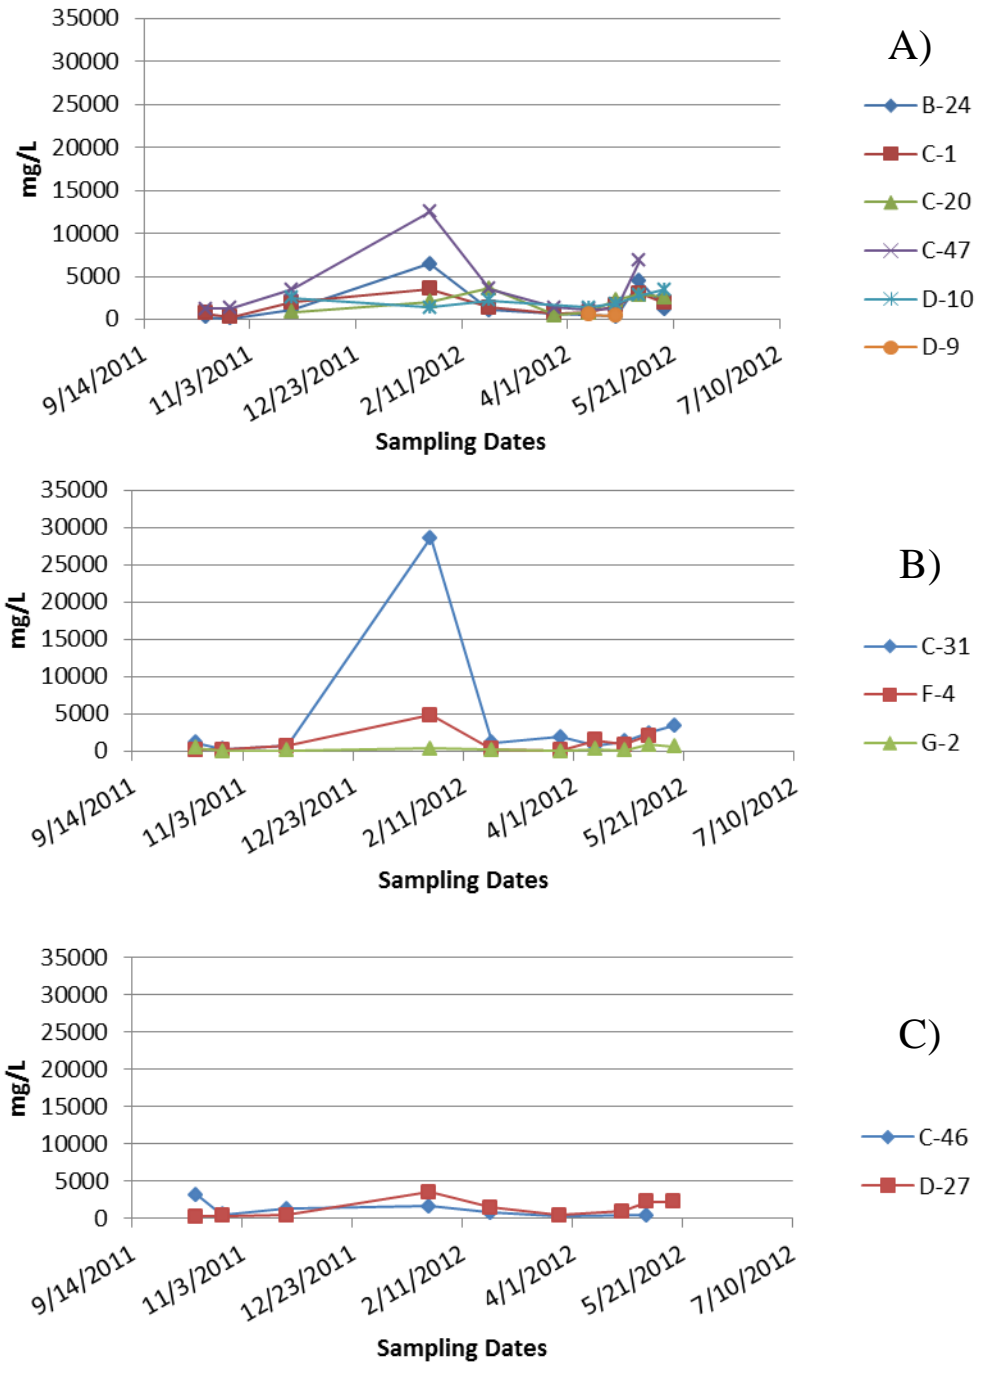 35000
30000
25000
20000
15000
10000
5000
0
mg/L
9/14/2011
11/3/2011
12/23/2011
2/11/2012
4/1/2012
5/21/2012
7/10/2012
Sampling Dates
A)
B-24
C-1
C-20
C-47
D-10
D-9
35000
30000
25000
20000
15000
10000
5000
0
mg/L
9/14/2011
11/3/2011
12/23/2011
2/11/2012
4/1/2012
5/21/2012
7/10/2012
Sampling Dates
B)
C-31
F-4
G-2
35000
30000
25000
20000
15000
10000
5000
0
mg/L
9/14/2011
11/3/2011
12/23/2011
2/11/2012
4/1/2012
5/21/2012
7/10/2012
Sampling Dates
C)
C-46
D-27